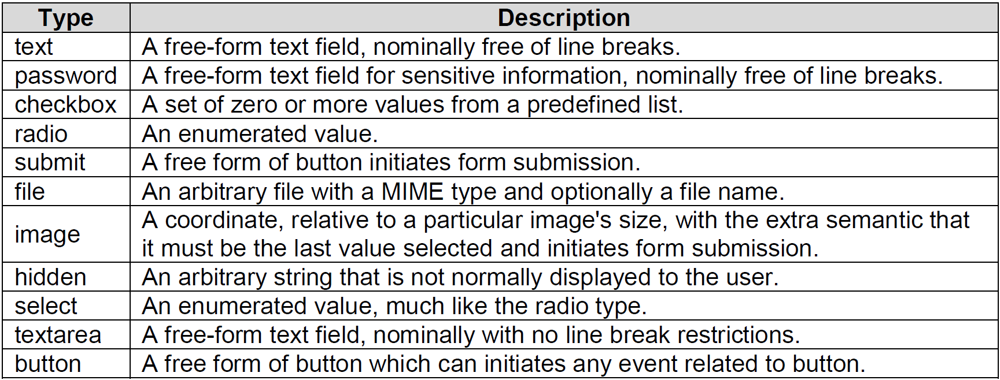 Type Description
text A free-form text field, nominally free of line breaks.
password A free-form text field for sensitive information, nominally free of line breaks.
checkbox A set of zero or more values from a predefined list.
radio An enumerated value.
submit A free form of button initiates form submission.
file An arbitrary file with a MIME type and optionally a file name.
image A coordinate, relative to a particular image's size, with the extra semantic that
it must be the last value selected and initiates form submission.
hidden An arbitrary string that is not normally displayed to the user.
select An enumerated value, much like the radio type.
textarea A free-form text field, nominally with no line break restrictions.
button A free form of button which can initiates any event related to button.